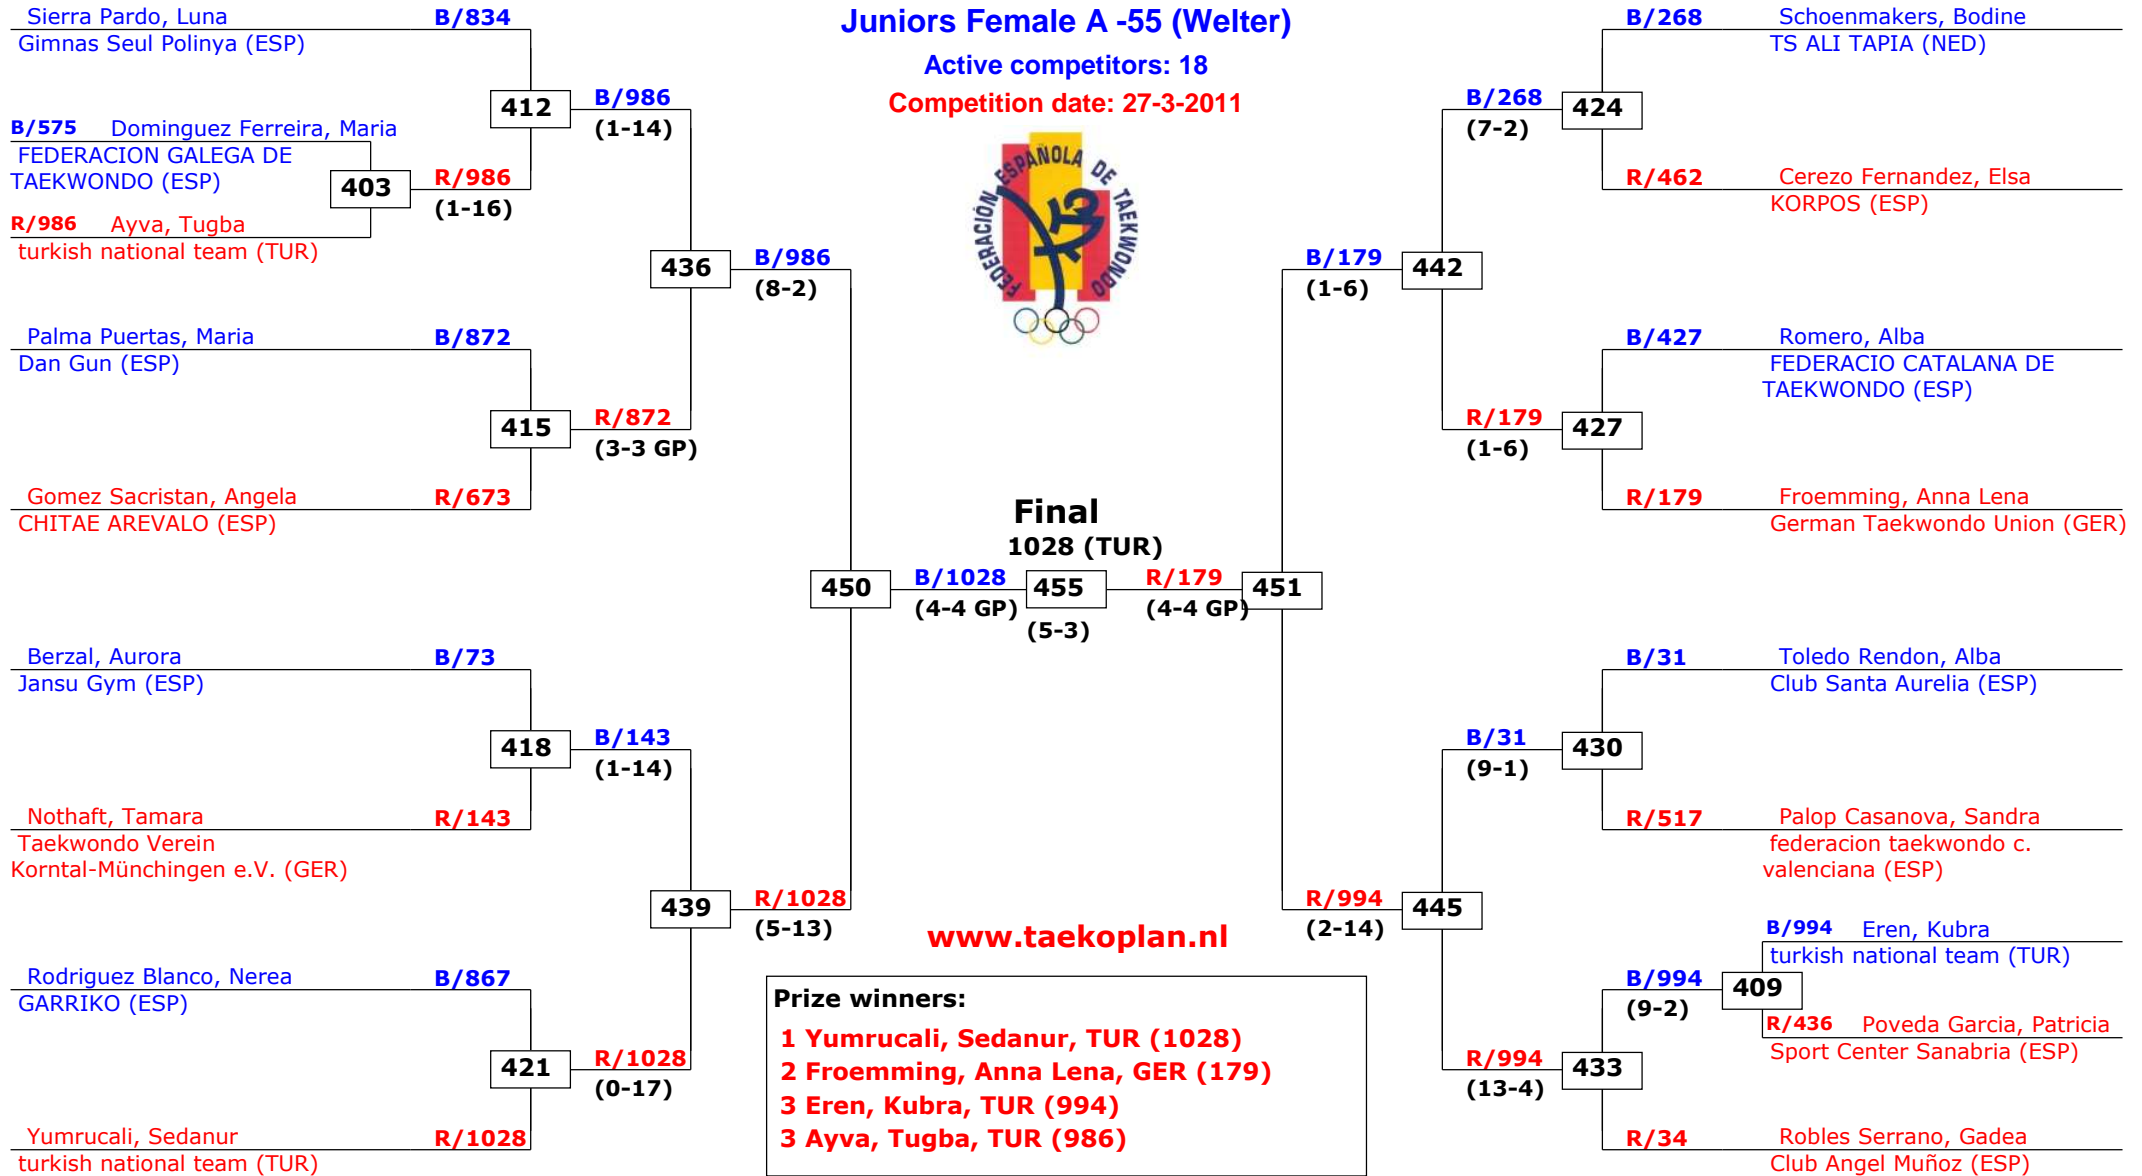 Juniors Female A -55 (Welter)
Active competitors: 18
Competition date: 27-3-2011
FEDERACIÓN ESPAÑOLA DE TAEKWONDO
Sierra Pardo, Luna B/834
Gimnas Seul Polinya (ESP)
412
B/986
(1-14)
B/575 Dominguez Ferreira, Maria
FEDERACION GALEGA DE
TAEKWONDO (ESP)
403
R/986
(1-16)
R/986 Ayva, Tugba
turkish national team (TUR)
436
B/986
(8-2)
Palma Puertas, Maria B/872
Dan Gun (ESP)
415
R/872
(3-3 GP)
Gomez Sacristan, Angela R/673
CHITAE AREVALO (ESP)
450
B/1028
(4-4 GP)
Berzal, Aurora B/73
Jansu Gym (ESP)
418
B/143
(1-14)
Nothaft, Tamara R/143
Taekwondo Verein
Korntal-Münchingen e.V. (GER)
439
R/1028
(5-13)
Rodriguez Blanco, Nerea B/867
GARRIKO (ESP)
421
R/1028
(0-17)
Yumrucali, Sedanur R/1028
turkish national team (TUR)
Final
1028 (TUR)
455
(5-3)
R/179
(4-4 GP)
451
B/268 Schoenmakers, Bodine
TS ALI TAPIA (NED)
B/268
(7-2)
424
R/462 Cerezo Fernandez, Elsa
KORPOS (ESP)
B/179
(1-6)
442
B/427 Romero, Alba
FEDERACIO CATALANA DE
TAEKWONDO (ESP)
R/179
(1-6)
427
R/179 Froemming, Anna Lena
German Taekwondo Union (GER)
B/31 Toledo Rendon, Alba
Club Santa Aurelia (ESP)
B/31
(9-1)
430
R/517 Palop Casanova, Sandra
federacion taekwondo c.
valenciana (ESP)
R/994
(2-14)
445
B/994 Eren, Kubra
turkish national team (TUR)
B/994
(9-2)
409
R/436 Poveda Garcia, Patricia
Sport Center Sanabria (ESP)
R/994
(13-4)
433
R/34 Robles Serrano, Gadea
Club Angel Muñoz (ESP)
www.taekoplan.nl
Prize winners:
1 Yumrucali, Sedanur, TUR (1028)
2 Froemming, Anna Lena, GER (179)
3 Eren, Kubra, TUR (994)
3 Ayva, Tugba, TUR (986)